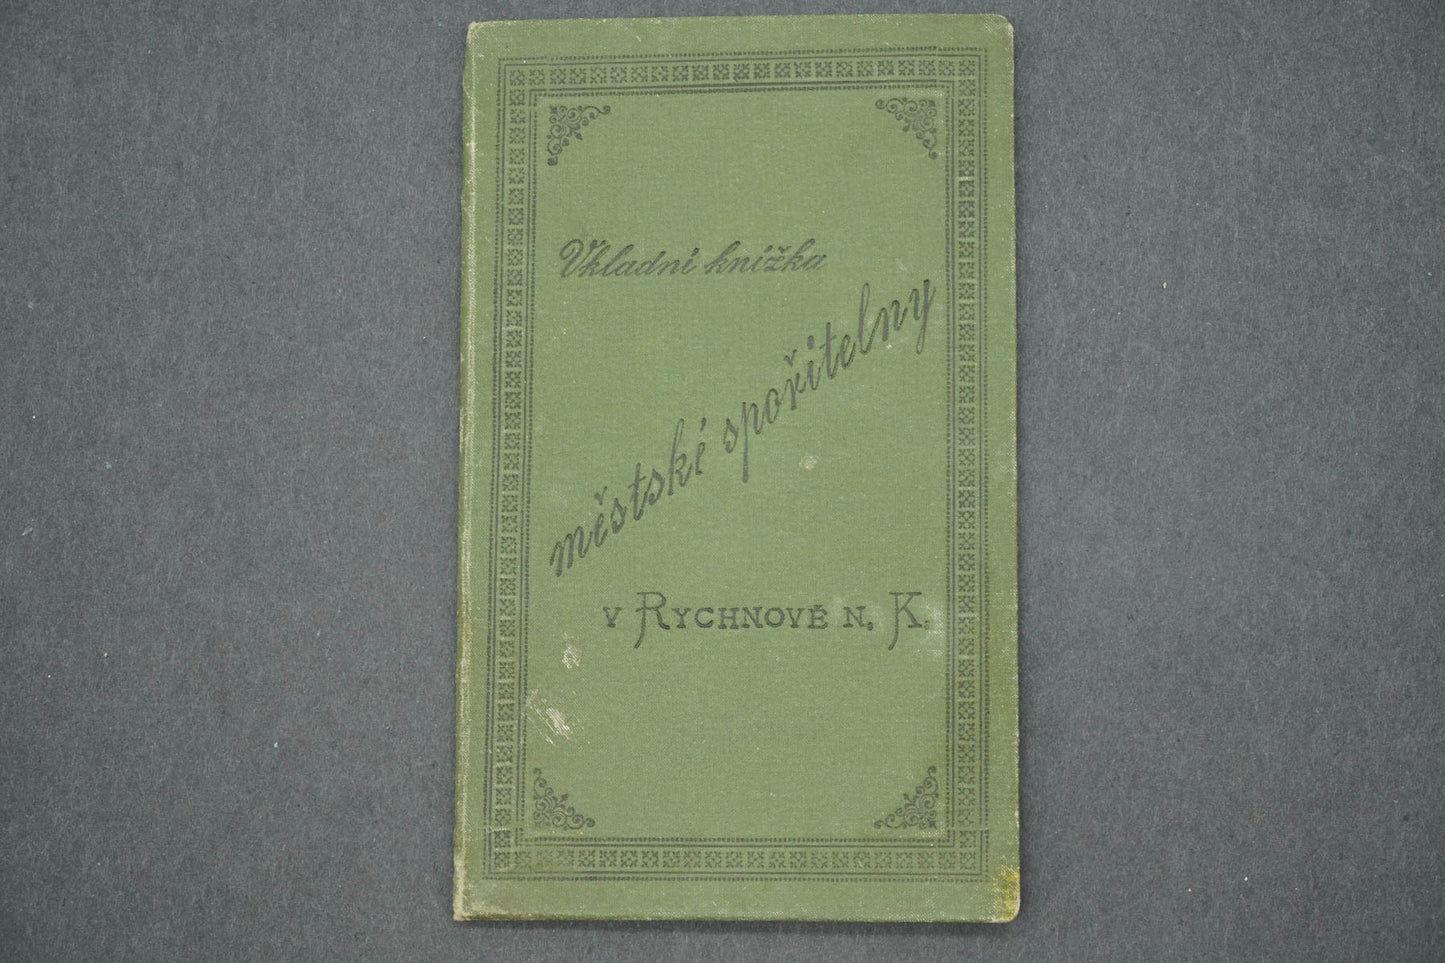 Vkladní knížka
městské spořitelny
v Rychnově n. K.